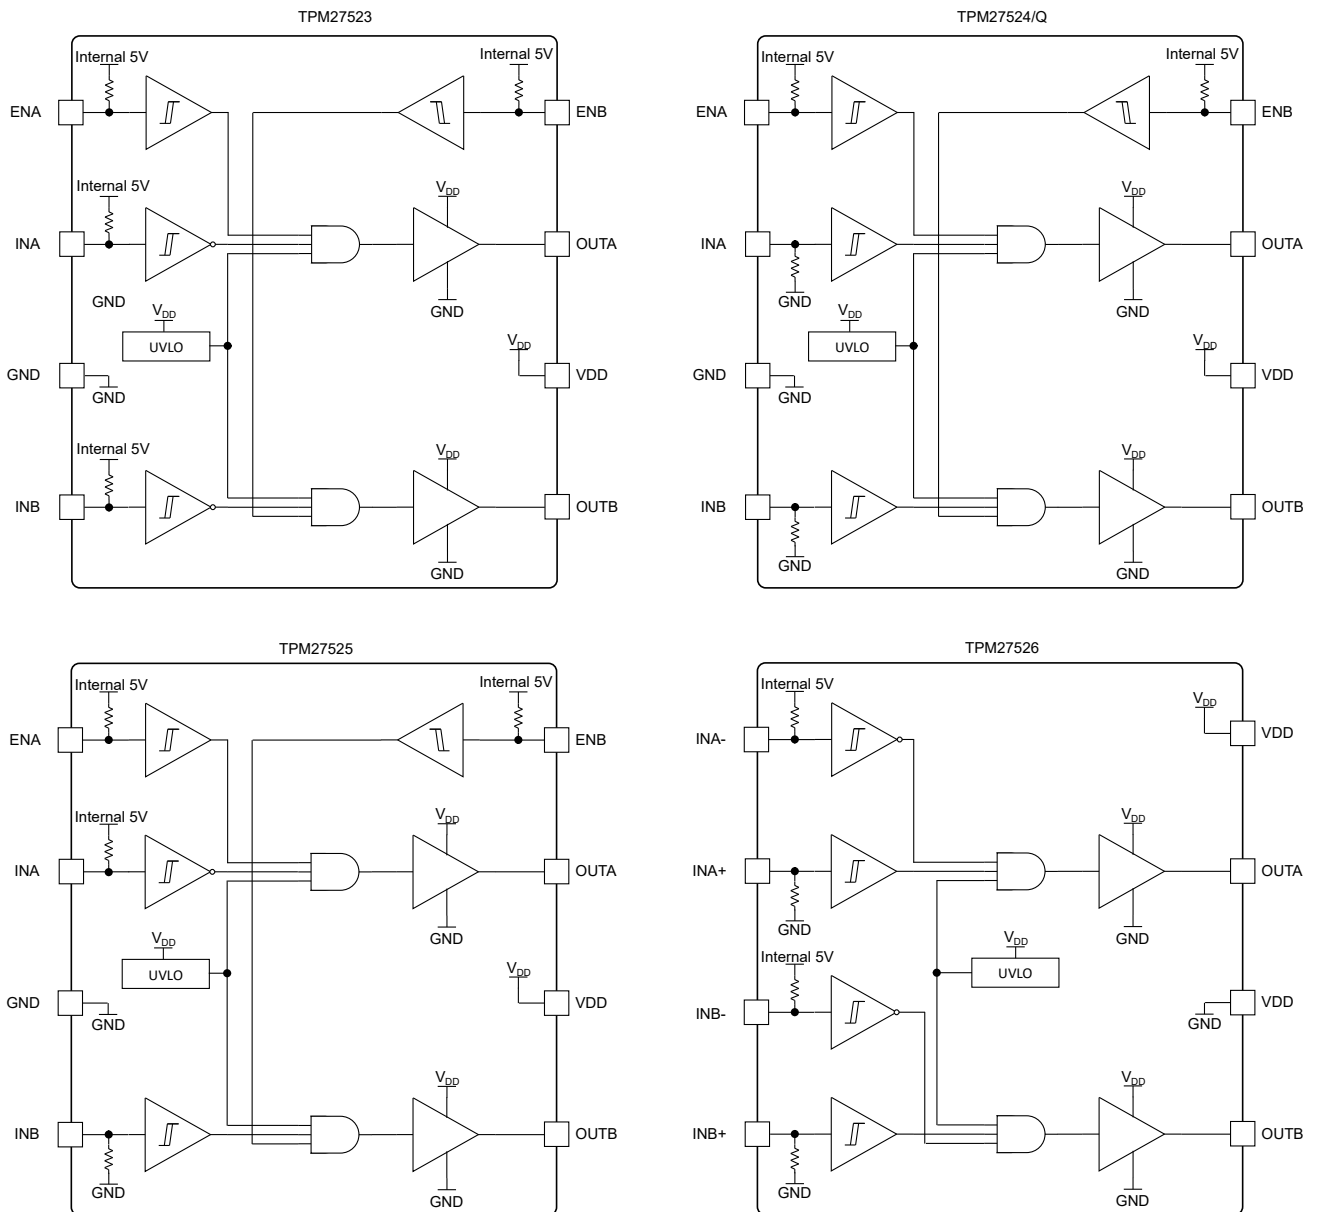 TPM27523
Internal 5V
Internal 5V
ENA
ENB
Internal 5V
VDD
INA
OUTA
GND
VDD
GND
UVLO
VDD
GND
VDD
GND
Internal 5V
VDD
INB
OUTB
GND
TPM27524/Q
Internal 5V
Internal 5V
ENA
ENB
VDD
INA
OUTA
GND
VDD
GND
UVLO
VDD
GND
VDD
GND
VDD
INB
OUTB
GND
GND
TPM27525
Internal 5V
Internal 5V
ENA
ENB
Internal 5V
VDD
INA
OUTA
GND
VDD
UVLO
VDD
GND
VDD
GND
VDD
INB
OUTB
GND
GND
TPM27526
Internal 5V
VDD
INA-
VDD
VDD
INA+
OUTA
GND
GND
VDD
Internal 5V
UVLO
INB-
VDD
GND
VDD
INB+
OUTB
GND
GND